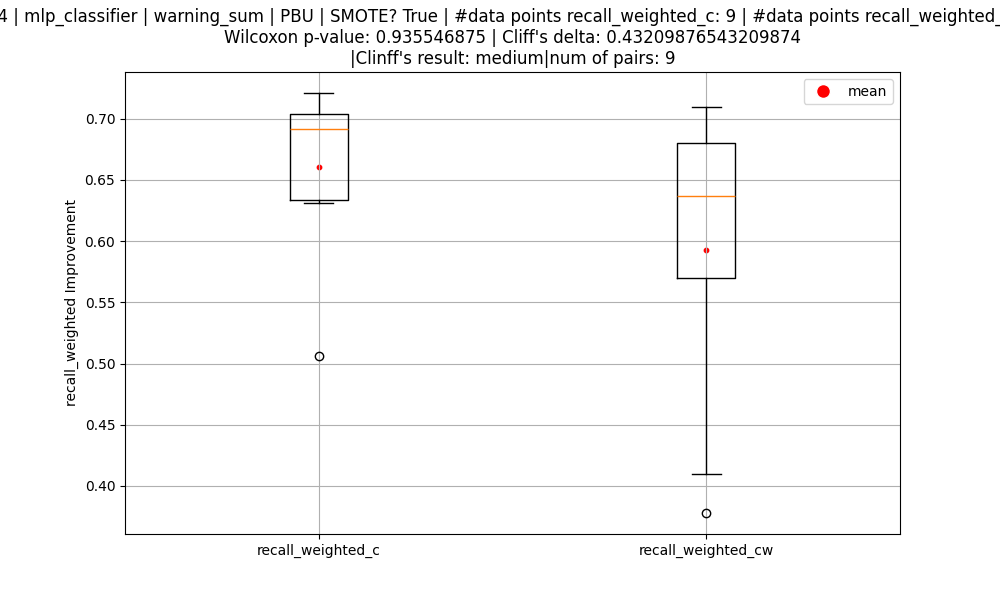 4 | mlp_classifier | warning_sum | PBU | SMOTE? True | #data points recall_weighted_c: 9 | #data points recall_weighted_
Wilcoxon p-value: 0.935546875 | Cliff's delta: 0.43209876543209874
|Clinff's result: medium|num of pairs: 9
mean
0.70
0.65
0.60
0.55
0.50
0.45
0.40
recall_weighted Improvement
recall_weighted_c
recall_weighted_cw